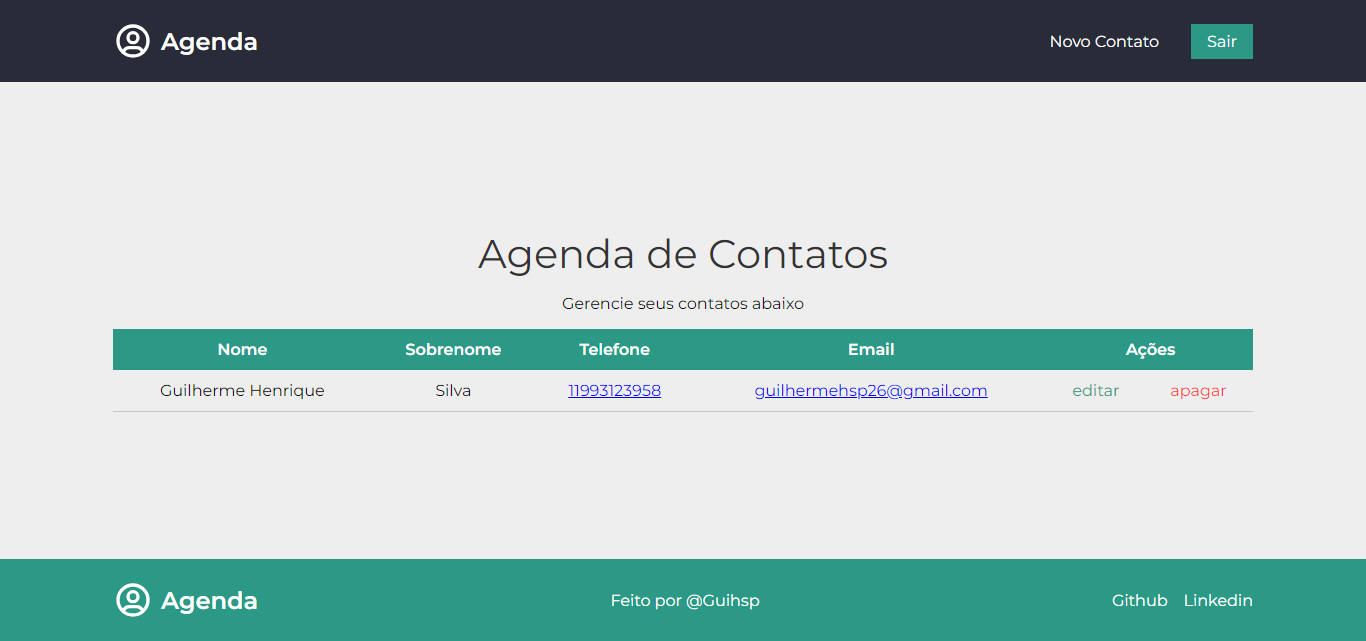 Agenda Novo Contato Sair
Agenda de Contatos
Gerencie seus contatos abaixo
Nome Sobrenome Telefone Email Ações
Guilherme Henrique Silva 11993123958 guilhermehsp26@gmail.com editar apagar
Agenda Feito por @Guihsp Github Linkedin